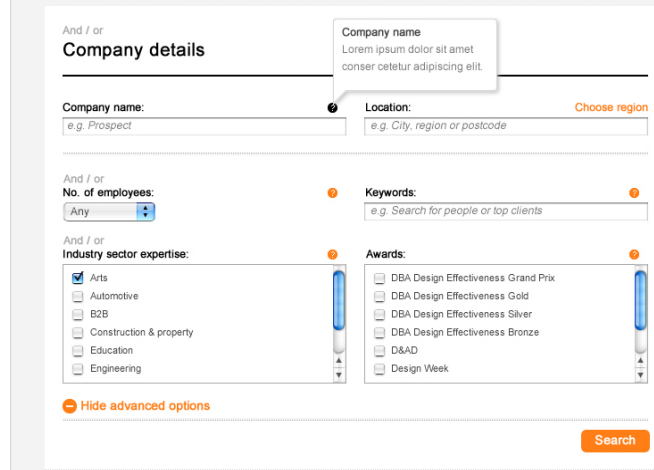 And / or
Company details
Company name
Lorem ipsum dolor sit amet
conser cetetur adipiscing elit.
Company name:
?
Location:
Choose region
e.g. Prospect
e.g. City, region or postcode
And / or
No. of employees:
?
Keywords:
?
Any
e.g. Search for people or top clients
And / or
Industry sector expertise:
?
Awards:
?
Arts
Automotive
B2B
Construction & property
Education
Engineering
DBA Design Effectiveness Grand Prix
DBA Design Effectiveness Gold
DBA Design Effectiveness Silver
DBA Design Effectiveness Bronze
D&AD
Design Week
Hide advanced options
Search